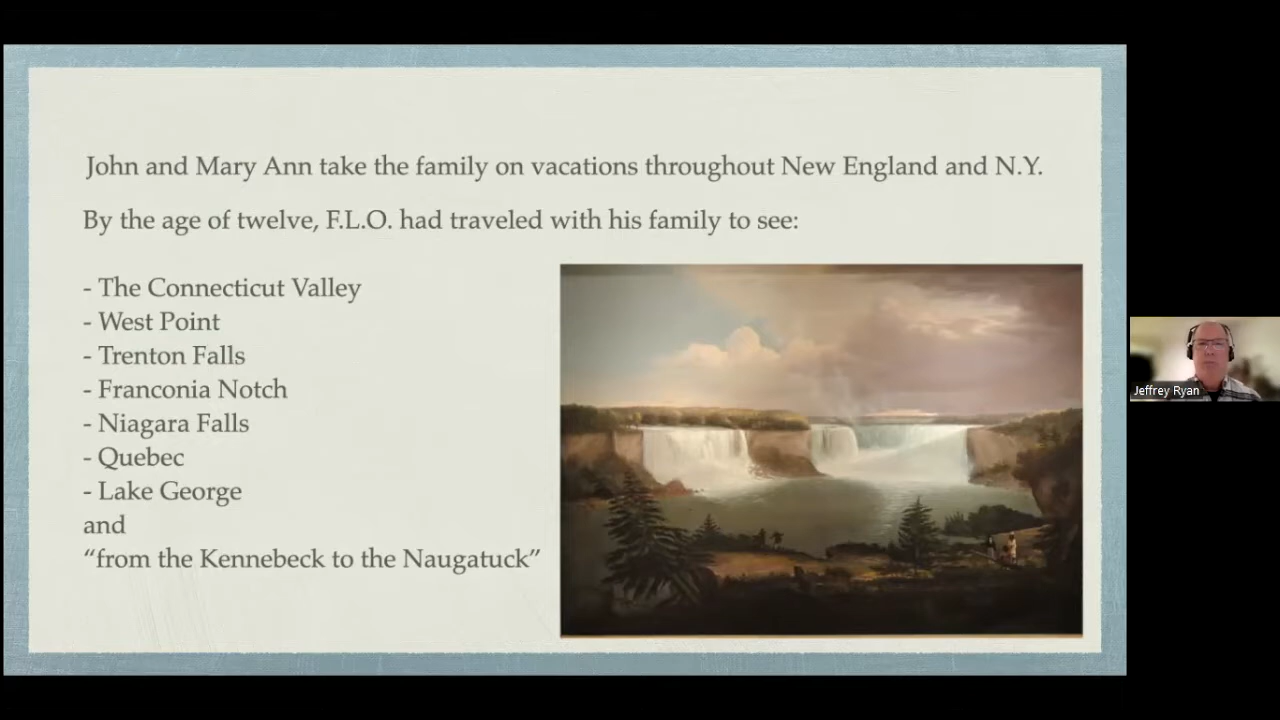 John and Mary Ann take the family on vacations throughout New England and N.Y.
By the age of twelve, F.L.O. had traveled with his family to see:
- The Connecticut Valley
- West Point
- Trenton Falls
- Franconia Notch
- Niagara Falls
- Quebec
- Lake George
and
“from the Kennebeck to the Naugatuck”
Jeffrey Ryan